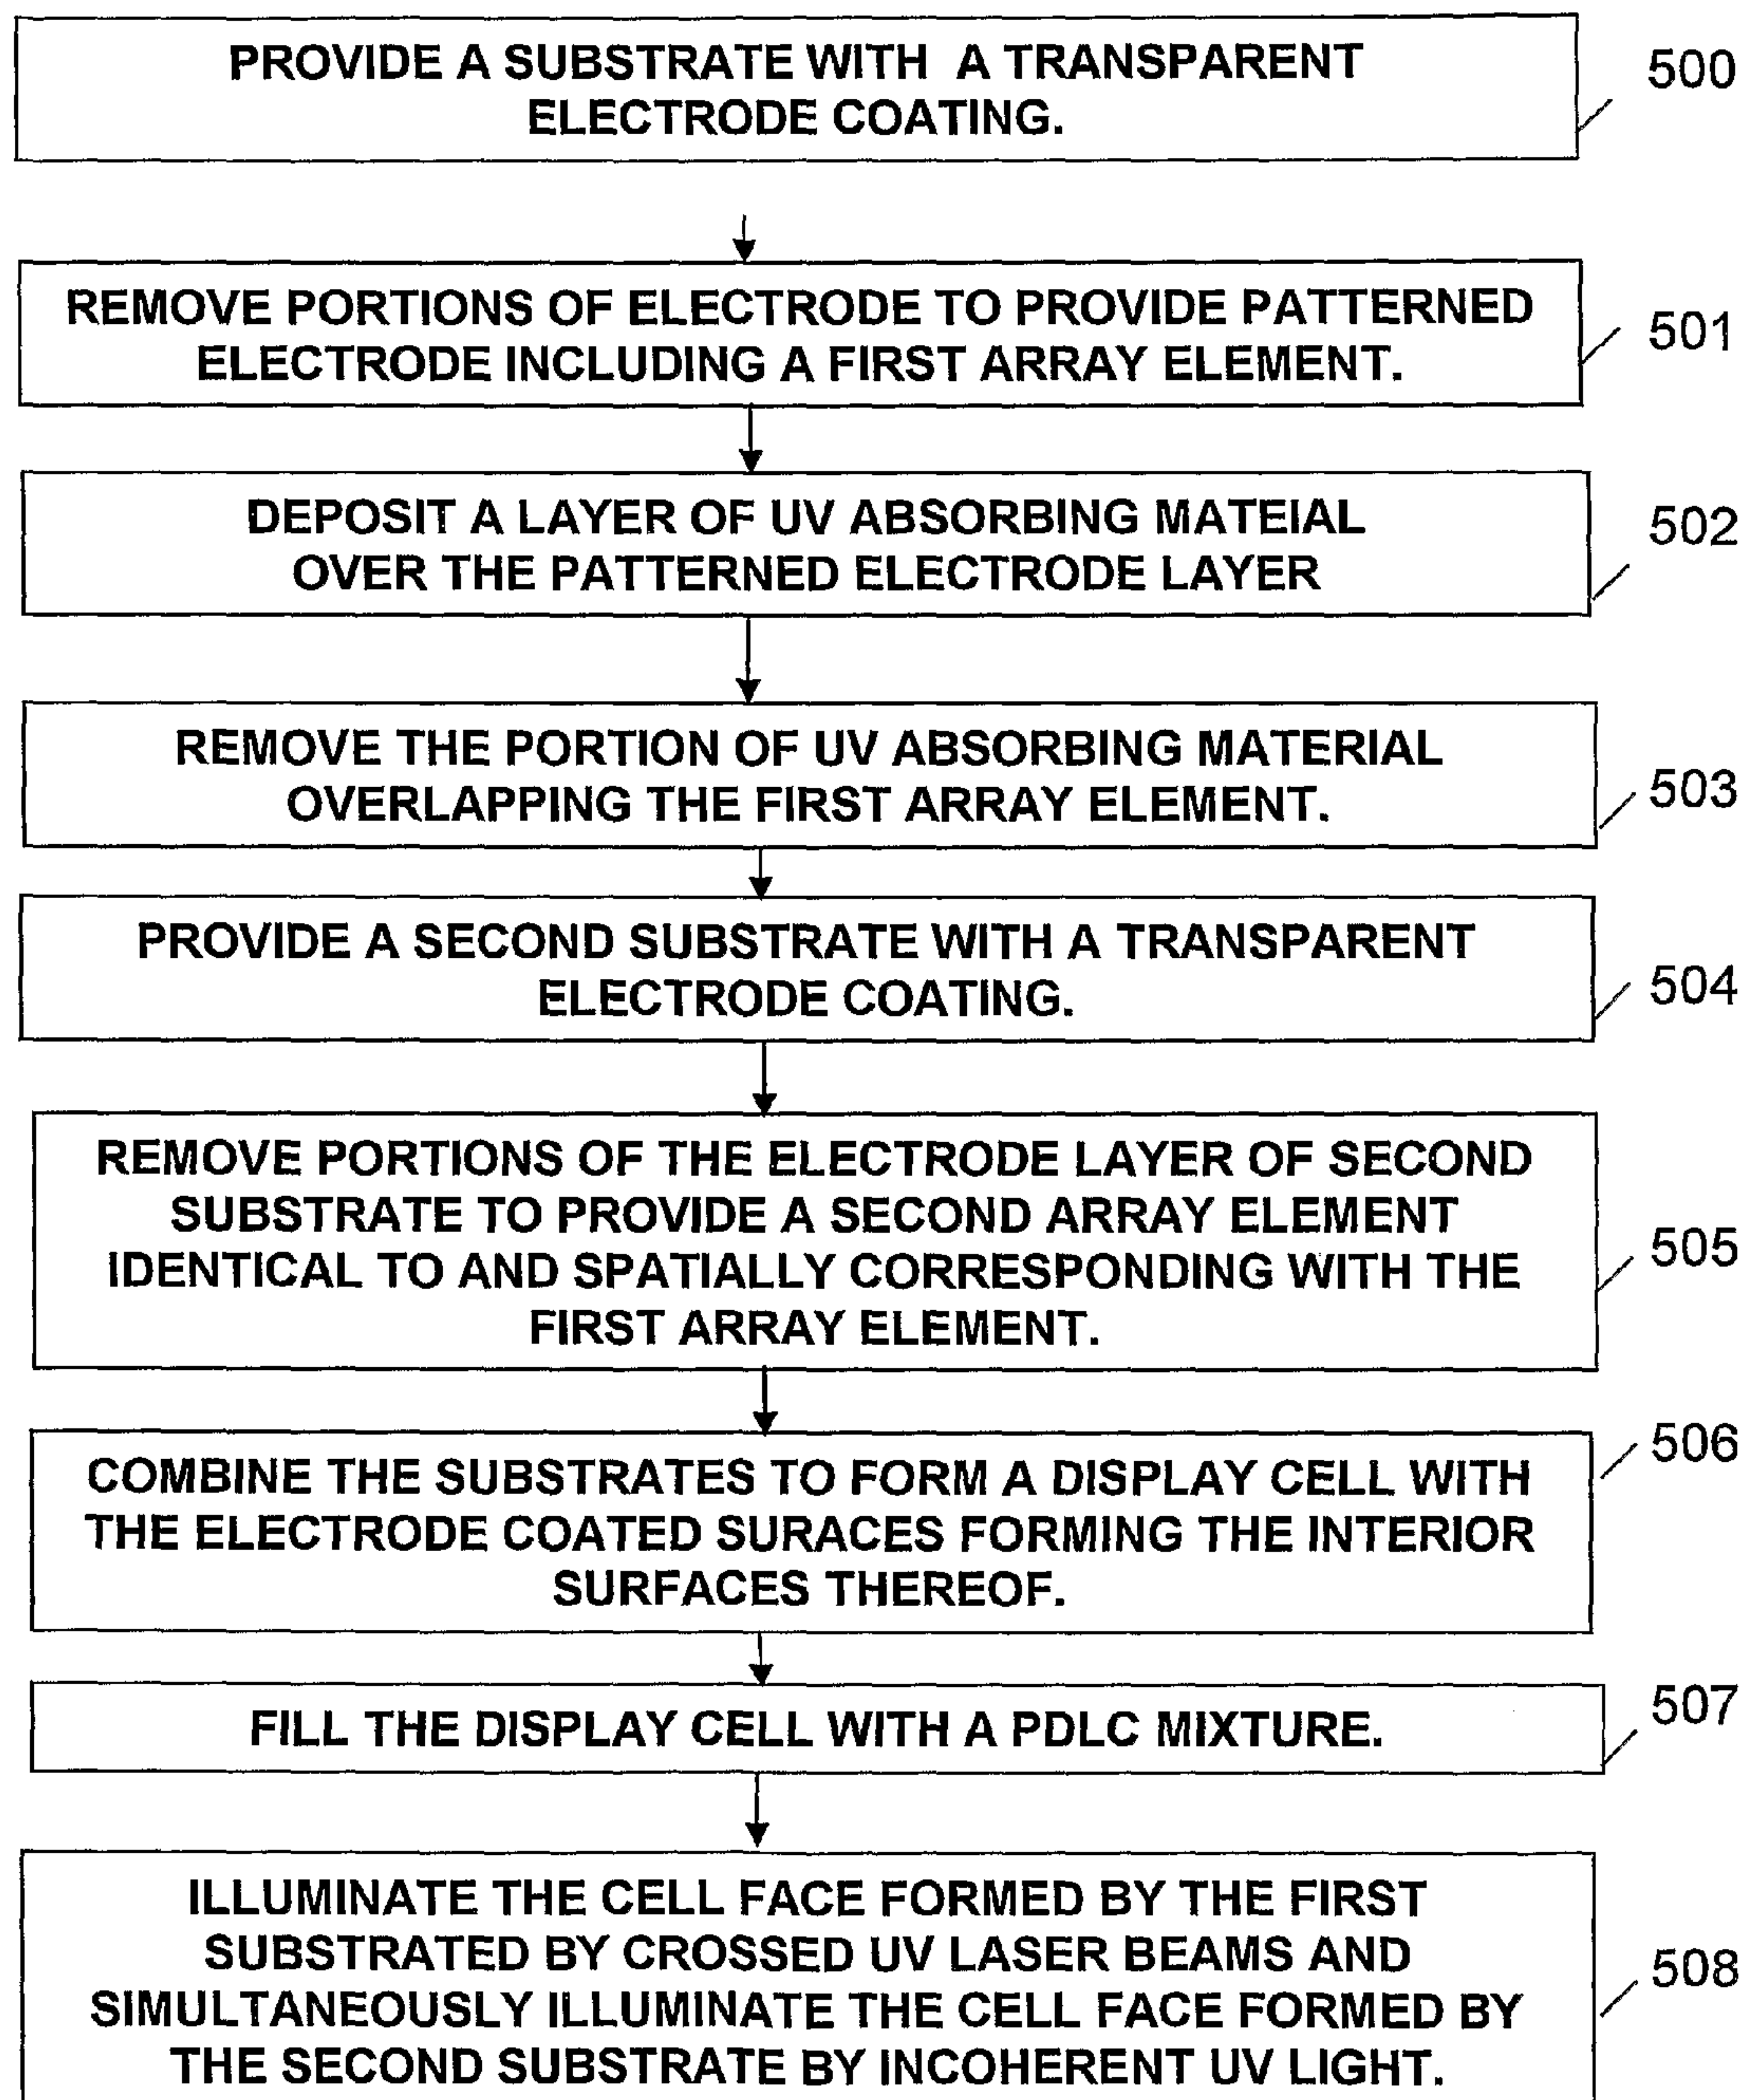 PROVIDE A SUBSTRATE WITH A TRANSPARENT
ELECTRODE COATING.
500
REMOVE PORTIONS OF ELECTRODE TO PROVIDE PATTERNED
ELECTRODE INCLUDING A FIRST ARRAY ELEMENT.
501
DEPOSIT A LAYER OF UV ABSORBING MATEIAL
OVER THE PATTERNED ELECTRODE LAYER
502
REMOVE THE PORTION OF UV ABSORBING MATERIAL
OVERLAPPING THE FIRST ARRAY ELEMENT.
503
PROVIDE A SECOND SUBSTRATE WITH A TRANSPARENT
ELECTRODE COATING.
504
REMOVE PORTIONS OF THE ELECTRODE LAYER OF SECOND
SUBSTRATE TO PROVIDE A SECOND ARRAY ELEMENT
IDENTICAL TO AND SPATIALLY CORRESPONDING WITH THE
FIRST ARRAY ELEMENT.
505
COMBINE THE SUBSTRATES TO FORM A DISPLAY CELL WITH
THE ELECTRODE COATED SURACES FORMING THE INTERIOR
SURFACES THEREOF.
506
FILL THE DISPLAY CELL WITH A PDLC MIXTURE.
507
ILLUMINATE THE CELL FACE FORMED BY THE FIRST
SUBSTRATED BY CROSSED UV LASER BEAMS AND
SIMULTANEOUSLY ILLUMINATE THE CELL FACE FORMED BY
THE SECOND SUBSTRATE BY INCOHERENT UV LIGHT.
508